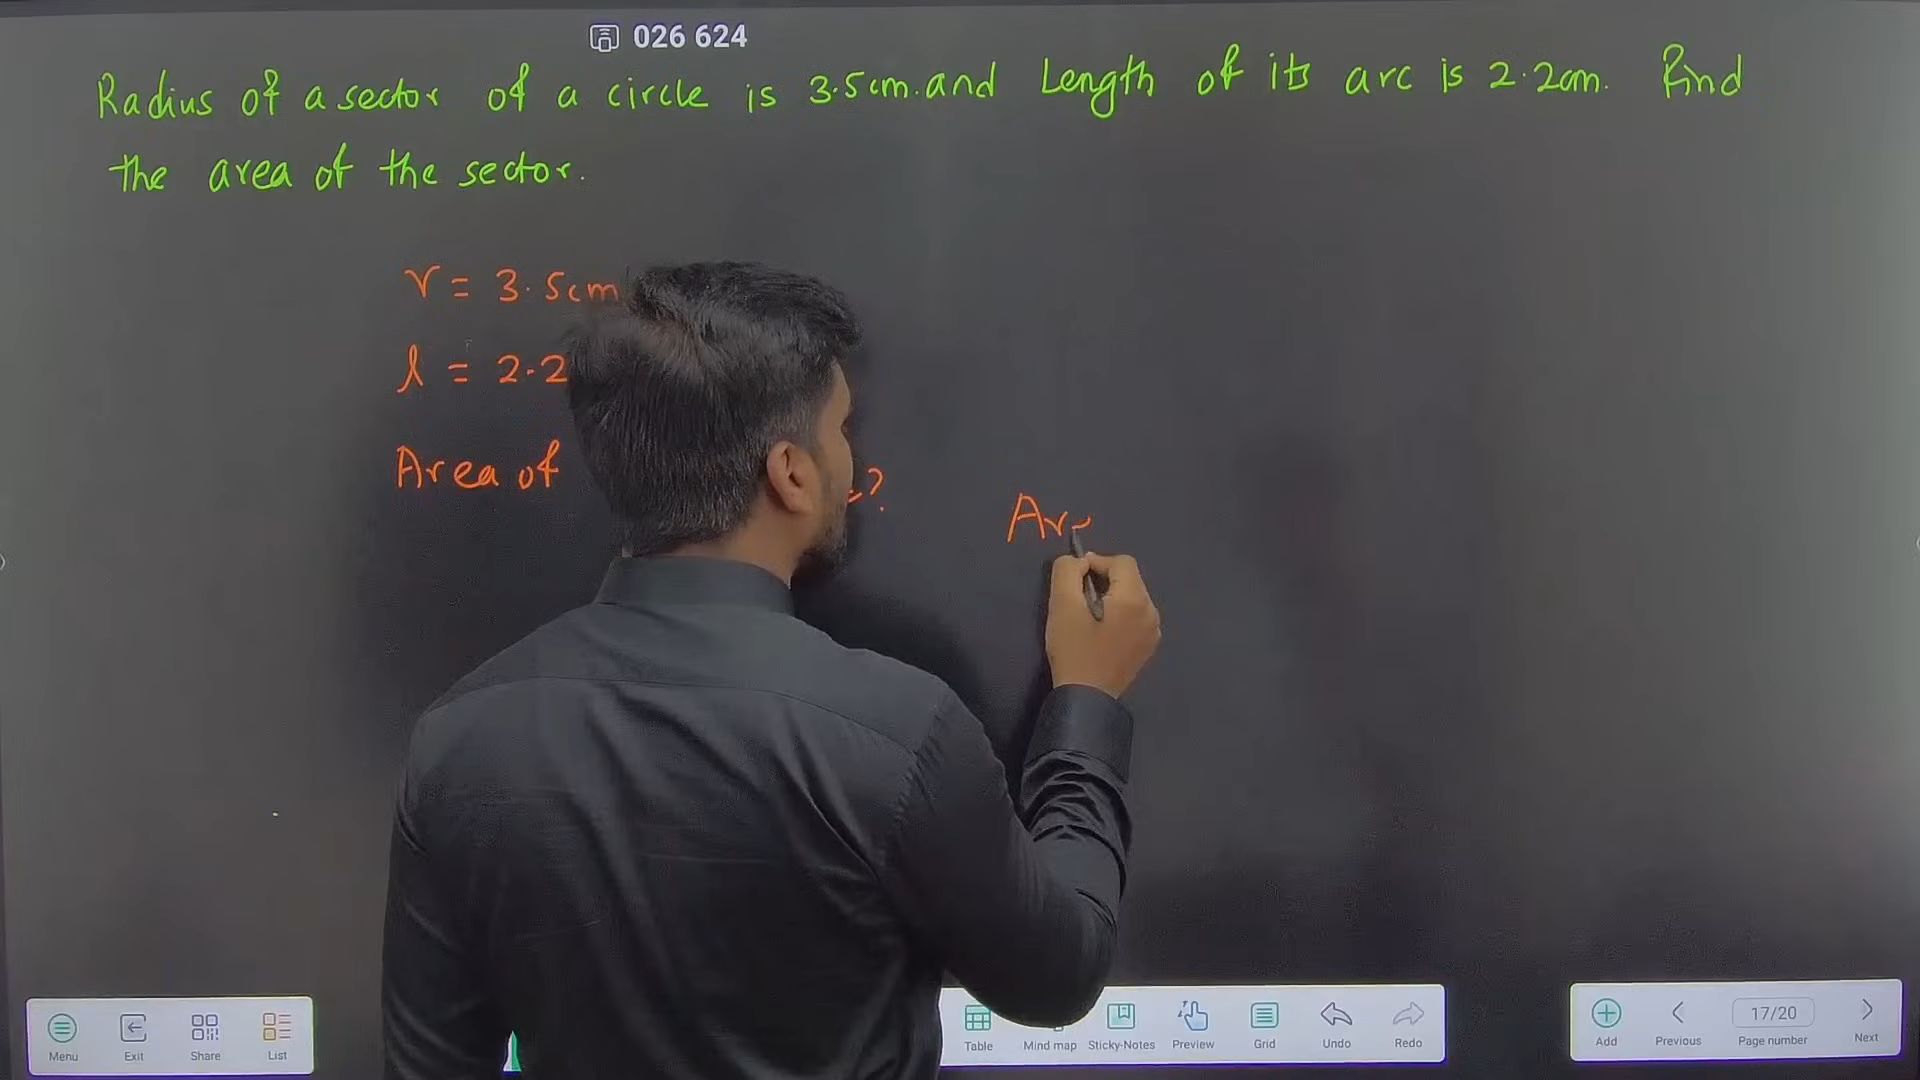 026 624
Radius of a sector of a circle is 3.5cm. and Length of its arc is 2.2cm. Find
the area of the sector.
r = 3.5cm
l = 2.2
Area of =?
Are
Menu Exit Share List Table Mind map Sticky-Notes Preview Grid Undo Redo Add Previous 17/20 Page number Next